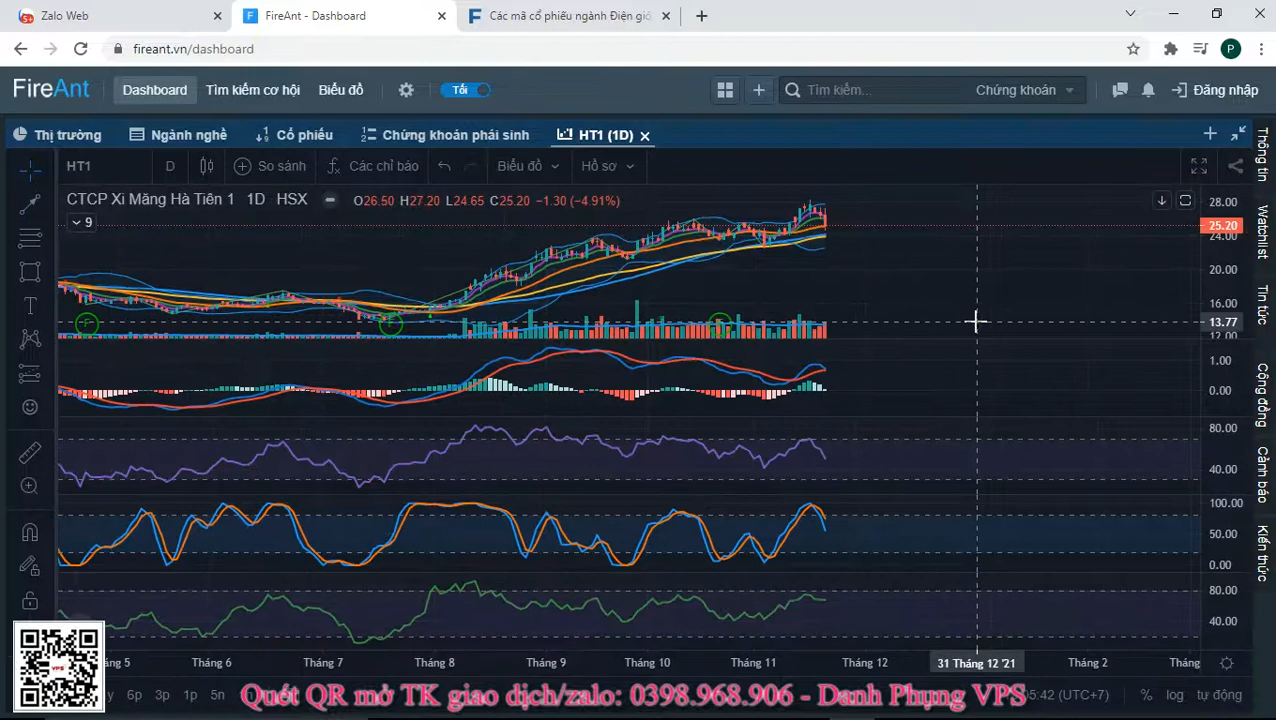 Zalo Web
FireAnt - Dashboard
Các mã cổ phiếu ngành Điện gió
fireant.vn/dashboard
P
FireAnt
Dashboard
Tìm kiếm cơ hội
Biểu đồ
Tối
Tìm kiếm...
Chứng khoán
Đăng nhập
Thị trường
Ngành nghề
Cổ phiếu
Chứng khoán phái sinh
HT1 (1D)
HT1
D
So sánh
Các chỉ báo
Biểu đồ
Hồ sơ
CTCP Xi Măng Hà Tiên 1 1D HSX
O26.50 H27.20 L24.65 C25.20 −1.30 (−4.91%)
9
28.00
25.20
24.00
20.00
16.00
13.77
12.00
1.00
0.00
80.00
40.00
100.00
50.00
0.00
80.00
40.00
Thông tin
Watchlist
Tin tức
Cộng đồng
Cảnh báo
Kiến thức
Tháng 6
Tháng 7
Tháng 8
Tháng 9
Tháng 10
Tháng 11
Tháng 12
31 Tháng 12 '21
Tháng 2
VPS
6p
3p
1p
5n
Quét QR mở TK giao dịch/zalo: 0398.968.906 - Danh Phụng VPS
05:42 (UTC+7)
%
log
tự động